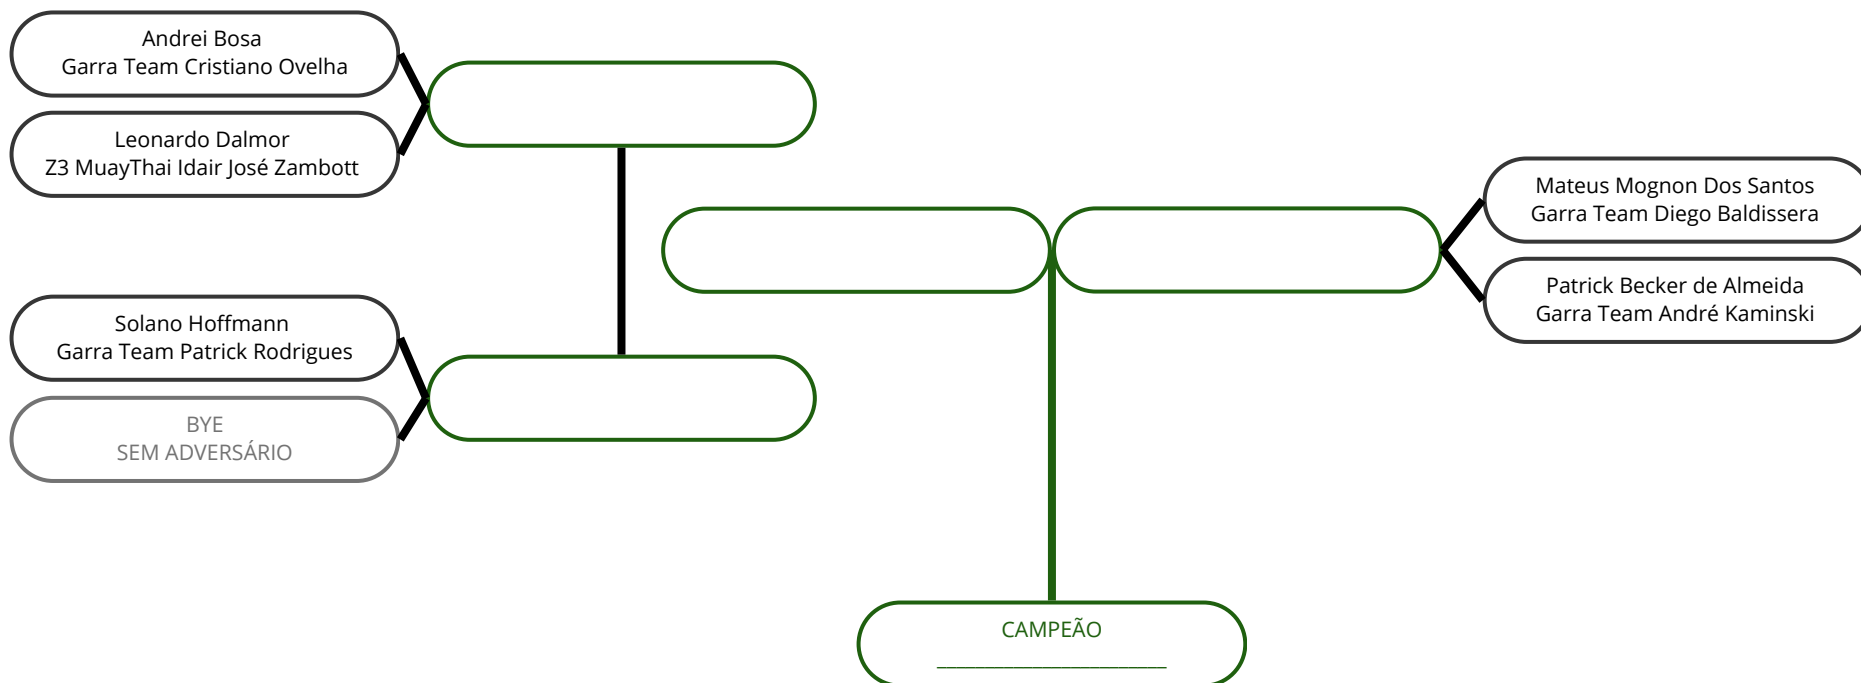 Andrei Bosa
Garra Team Cristiano Ovelha
Leonardo Dalmor
Z3 MuayThai Idair José Zambott
Mateus Mognon Dos Santos
Garra Team Diego Baldissera
Patrick Becker de Almeida
Garra Team André Kaminski
Solano Hoffmann
Garra Team Patrick Rodrigues
BYE
SEM ADVERSÁRIO
CAMPEÃO